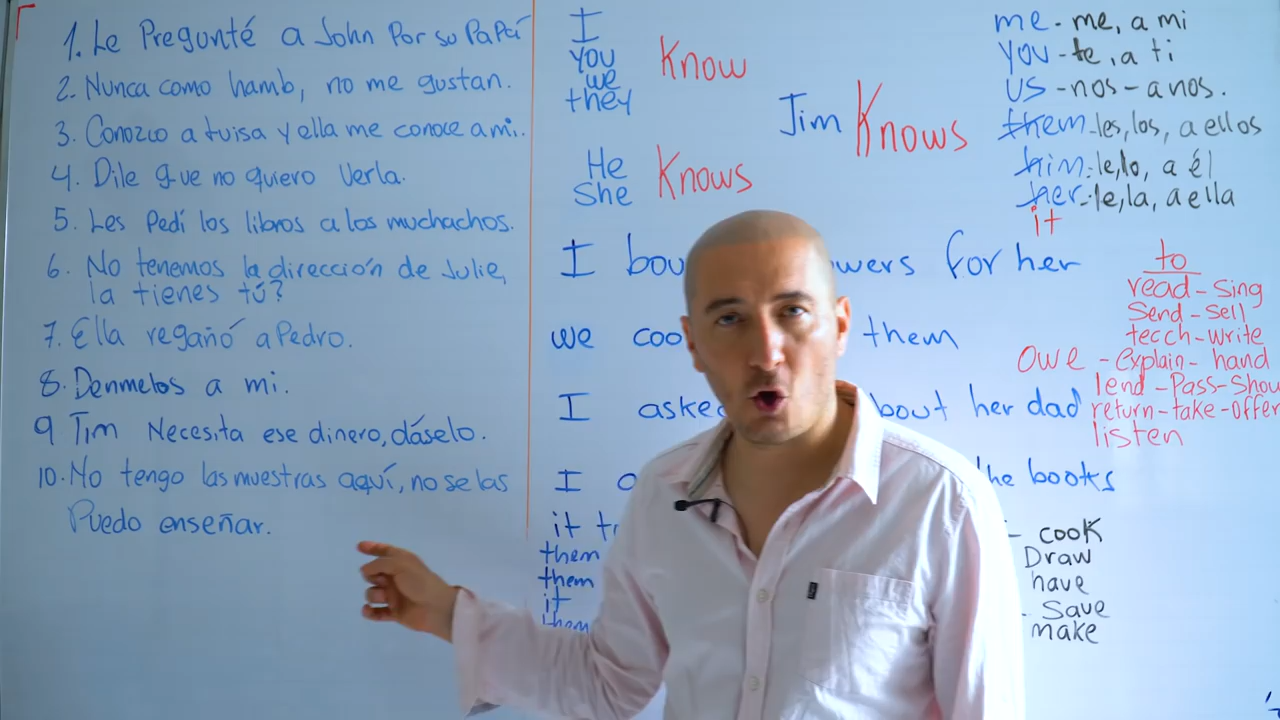 1. Le Pregunté a John Por su Papá
2. Nunca como hamb, no me gustan.
3. Conozco a Luisa y ella me conoce a mi.
4. Dile que no quiero verla.
5. Les Pedí los libros a los muchachos.
6. No tenemos la dirección de Julie,
la tienes tú?
7. Ella regañó a Pedro.
8. Denmelos a mi.
9 Tim Necesita ese dinero, dáselo.
10. No tengo las muestras aquí, no se las
Puedo enseñar.
I
you
we
they
Know
He
She
Knows
Jim Knows
me - me, a mi
you - te, a ti
us - nos - a nos.
them - les, los, a ellos
him - le, lo, a él
her - le, la, a ella
it
I for her
we them
I asked her dad
I books
it
them
them
it
them
to
read - Sing
Send - Sell
tecch - write
owe - explain - hand
lend - Pass - Show
return - take - offer
listen
- cook
Draw
have
- Save
make